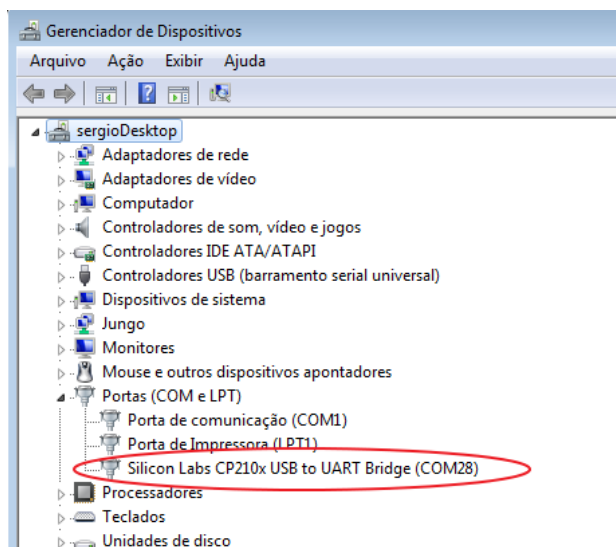 Gerenciador de Dispositivos
Arquivo Ação Exibir Ajuda
sergioDesktop
Adaptadores de rede
Adaptadores de vídeo
Computador
Controladores de som, vídeo e jogos
Controladores IDE ATA/ATAPI
Controladores USB (barramento serial universal)
Dispositivos de sistema
Jungo
Monitores
Mouse e outros dispositivos apontadores
Portas (COM e LPT)
Porta de comunicação (COM1)
Porta de Impressora (LPT1)
Silicon Labs CP210x USB to UART Bridge (COM28)
Processadores
Teclados
Unidades de disco